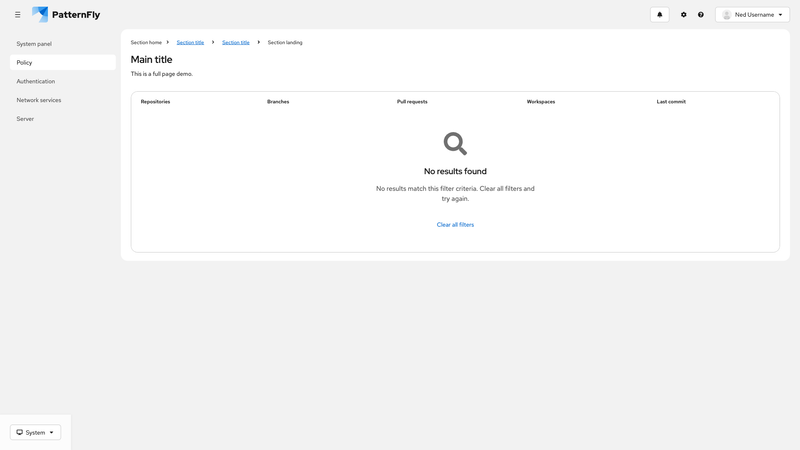 PatternFly
Ned Username
System panel
Policy
Authentication
Network services
Server
Section home
Section title
Section title
Section landing
Main title
This is a full page demo.
Repositories
Branches
Pull requests
Workspaces
Last commit
No results found
No results match this filter criteria. Clear all filters and
try again.
Clear all filters
System